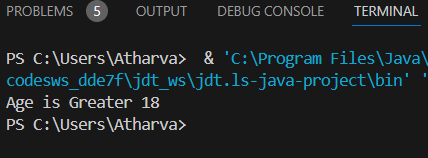 PROBLEMS 5 OUTPUT DEBUG CONSOLE TERMINAL
PS C:\Users\Atharva>  & 'C:\Program Files\Java\
codesws_dde7f\jdt_ws\jdt.ls-java-project\bin' '
Age is Greater 18
PS C:\Users\Atharva>